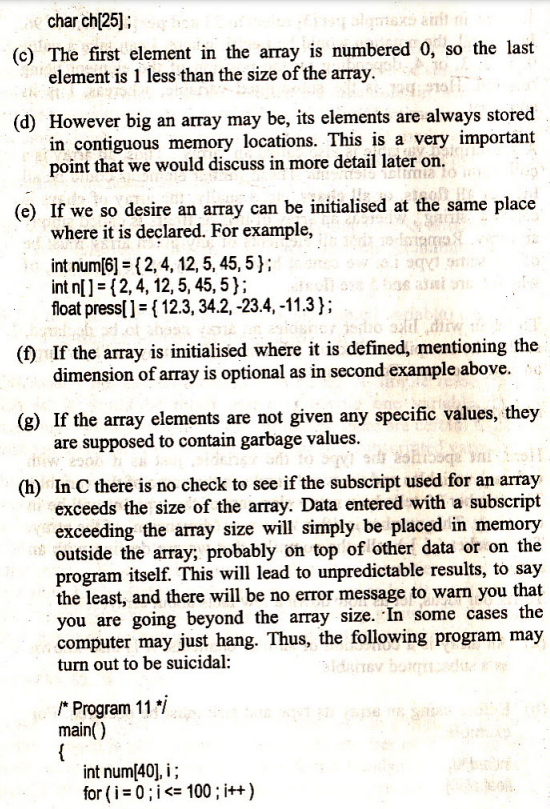 char ch[25] ;
(c) The first element in the array is numbered 0, so the last
element is 1 less than the size of the array.
(d) However big an array may be, its elements are always stored
in contiguous memory locations. This is a very important
point that we would discuss in more detail later on.
(e) If we so desire an array can be initialised at the same place
where it is declared. For example,
int num[6] = { 2, 4, 12, 5, 45, 5 } ;
int n[ ] = { 2, 4, 12, 5, 45, 5 } ;
float press[ ] = { 12.3, 34.2, -23.4, -11.3 } ;
(f) If the array is initialised where it is defined, mentioning the
dimension of array is optional as in second example above.
(g) If the array elements are not given any specific values, they
are supposed to contain garbage values.
(h) In C there is no check to see if the subscript used for an array
exceeds the size of the array. Data entered with a subscript
exceeding the array size will simply be placed in memory
outside the array; probably on top of other data or on the
program itself. This will lead to unpredictable results, to say
the least, and there will be no error message to warn you that
you are going beyond the array size. In some cases the
computer may just hang. Thus, the following program may
turn out to be suicidal:
/* Program 11 */
main( )
{
int num[40], i ;
for ( i = 0 ; i <= 100 ; i++ )